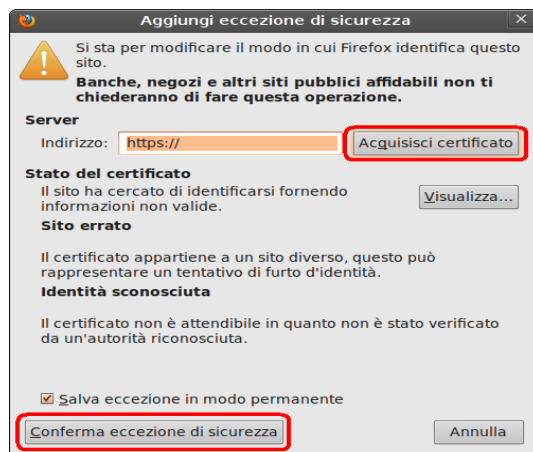 Aggiungi eccezione di sicurezza
Si sta per modificare il modo in cui Firefox identifica questo
sito.
Banche, negozi e altri siti pubblici affidabili non ti
chiederanno di fare questa operazione.
Server
Indirizzo: https:// Acquisisci certificato
Stato del certificato
Il sito ha cercato di identificarsi fornendo
informazioni non valide.
Visualizza...
Sito errato
Il certificato appartiene a un sito diverso, questo può
rappresentare un tentativo di furto d'identità.
Identità sconosciuta
Il certificato non è attendibile in quanto non è stato verificato
da un'autorità riconosciuta.
Salva eccezione in modo permanente
Conferma eccezione di sicurezza Annulla